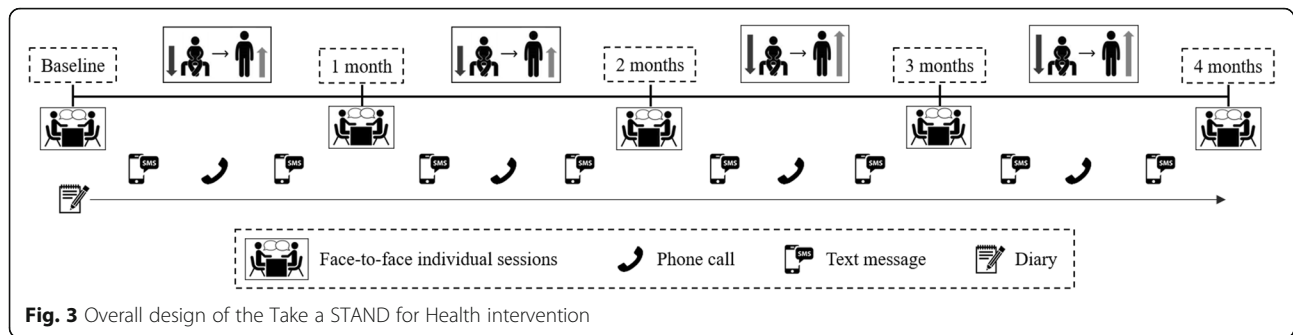 Baseline
1 month
2 months
3 months
4 months
SMS SMS SMS SMS SMS SMS SMS SMS
Face-to-face individual sessions Phone call SMS Text message Diary
Fig. 3 Overall design of the Take a STAND for Health intervention